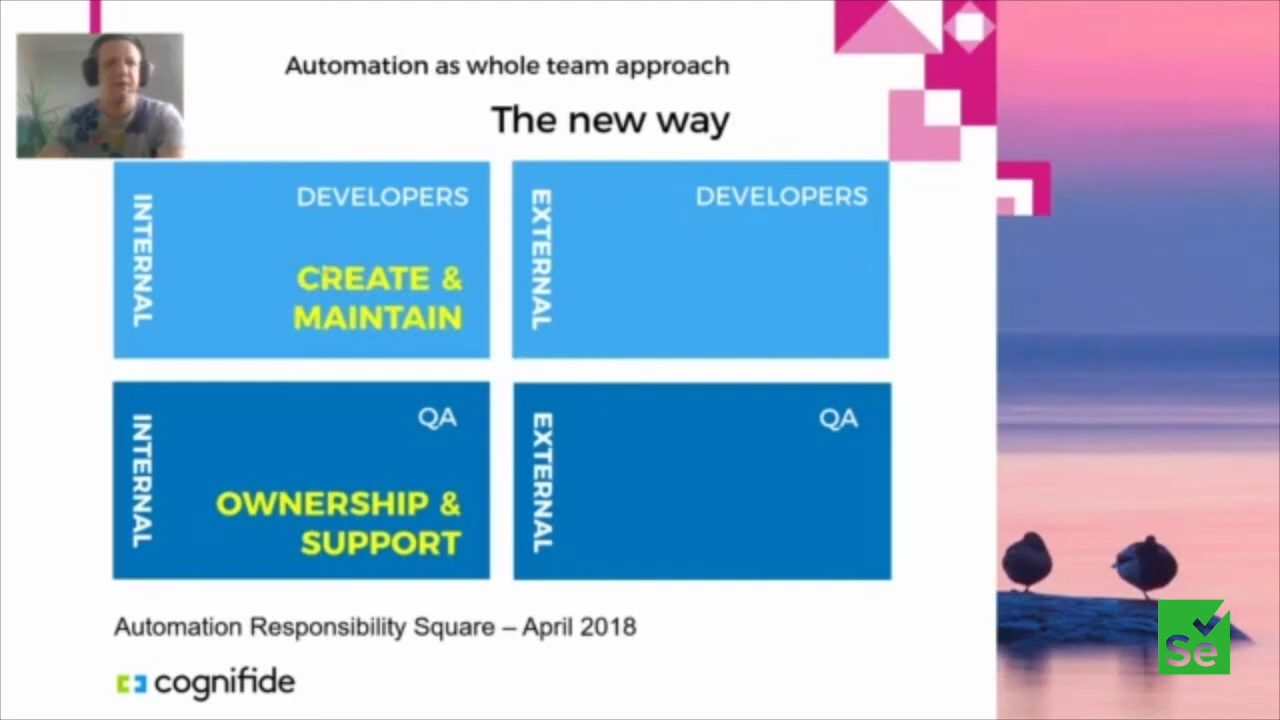 Automation as whole team approach
The new way
INTERNAL
DEVELOPERS
CREATE &
MAINTAIN
EXTERNAL
DEVELOPERS
INTERNAL
QA
OWNERSHIP &
SUPPORT
EXTERNAL
QA
Automation Responsibility Square – April 2018
cognifide
Se